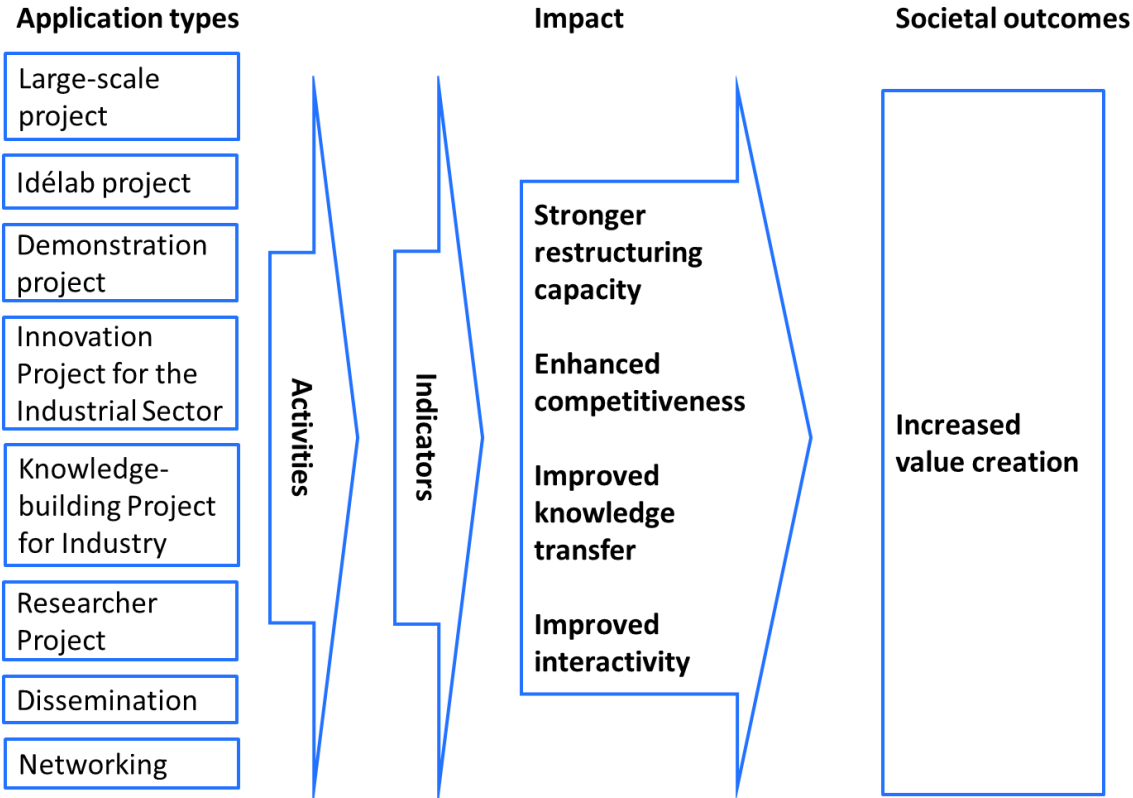 Application types
Impact
Societal outcomes
Large-scale
project
Idélab project
Demonstration
project
Innovation
Project for the
Industrial Sector
Knowledge-
building Project
for Industry
Researcher
Project
Dissemination
Networking
Activities
Indicators
Stronger
restructuring
capacity
Enhanced
competitiveness
Improved
knowledge
transfer
Improved
interactivity
Increased
value creation